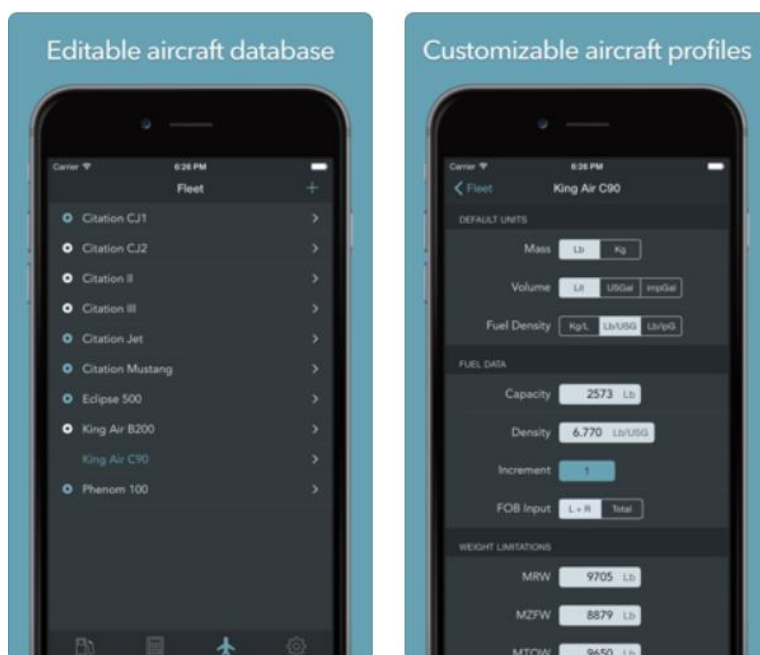 Editable aircraft database
Carrier 6:26 PM
Fleet +
Citation CJ1
Citation CJ2
Citation II
Citation III
Citation Jet
Citation Mustang
Eclipse 500
King Air B200
King Air C90
Phenom 100
Customizable aircraft profiles
Carrier 6:26 PM
Fleet King Air C90
DEFAULT UNITS
Mass Lb Kg
Volume Lit USGal impGal
Fuel Density Kg/L Lb/USG Lb/IpG
FUEL DATA
Capacity 2573 Lb
Density 6.770 Lb/USG
Increment 1
FOB Input L + R Total
WEIGHT LIMITATIONS
MRW 9705 Lb
MZFW 8879 Lb
MTOW 9650 Lb